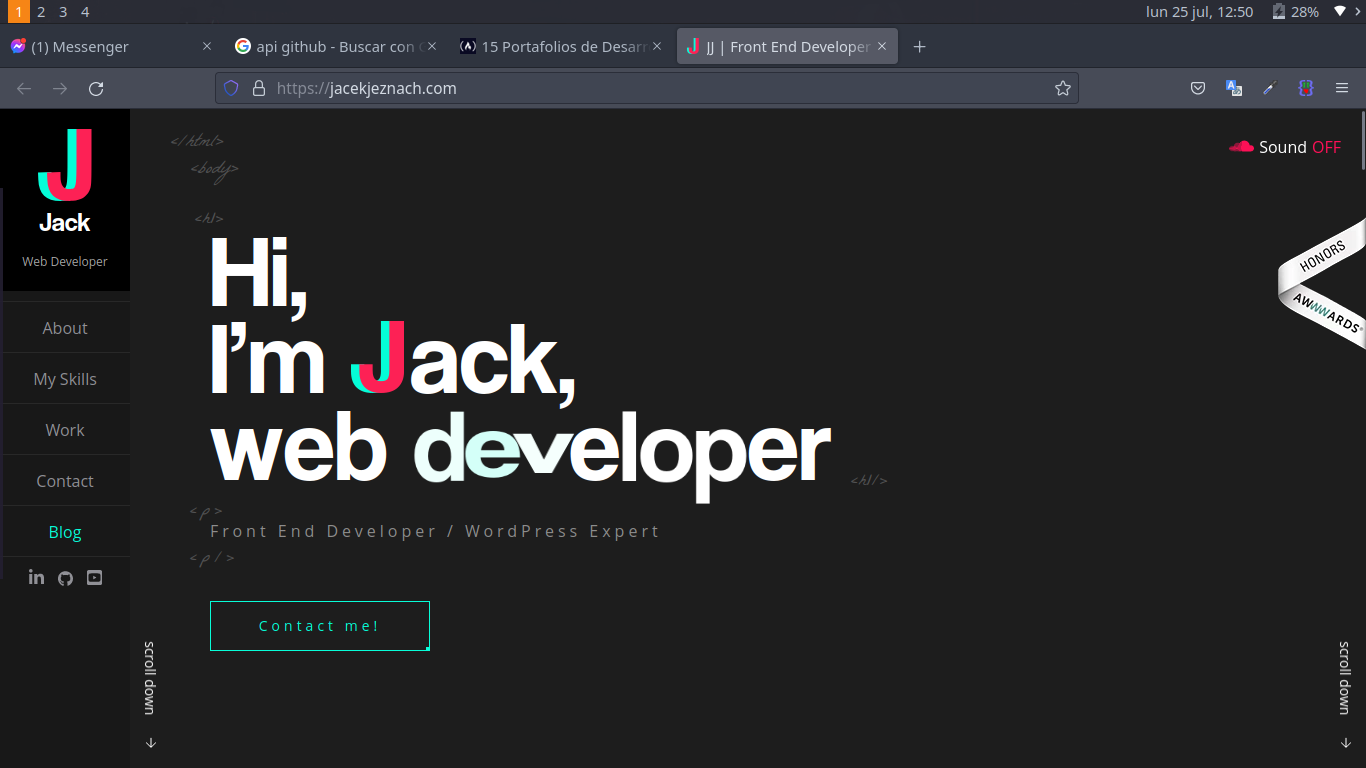 1 2 3 4
lun 25 jul, 12:50
28%
(1) Messenger
api github - Buscar con G
15 Portafolios de Desarr
JJ | Front End Developer
https://jacekjeznach.com
Jack
Web Developer
About
My Skills
Work
Contact
Blog
scroll down
</html>
<body>
<h1>
Hi,
I'm Jack,
web developer
<h1/>
<p>
Front End Developer / WordPress Expert
<p/>
Contact me!
Sound OFF
HONORS
AWWWARDS
scroll down